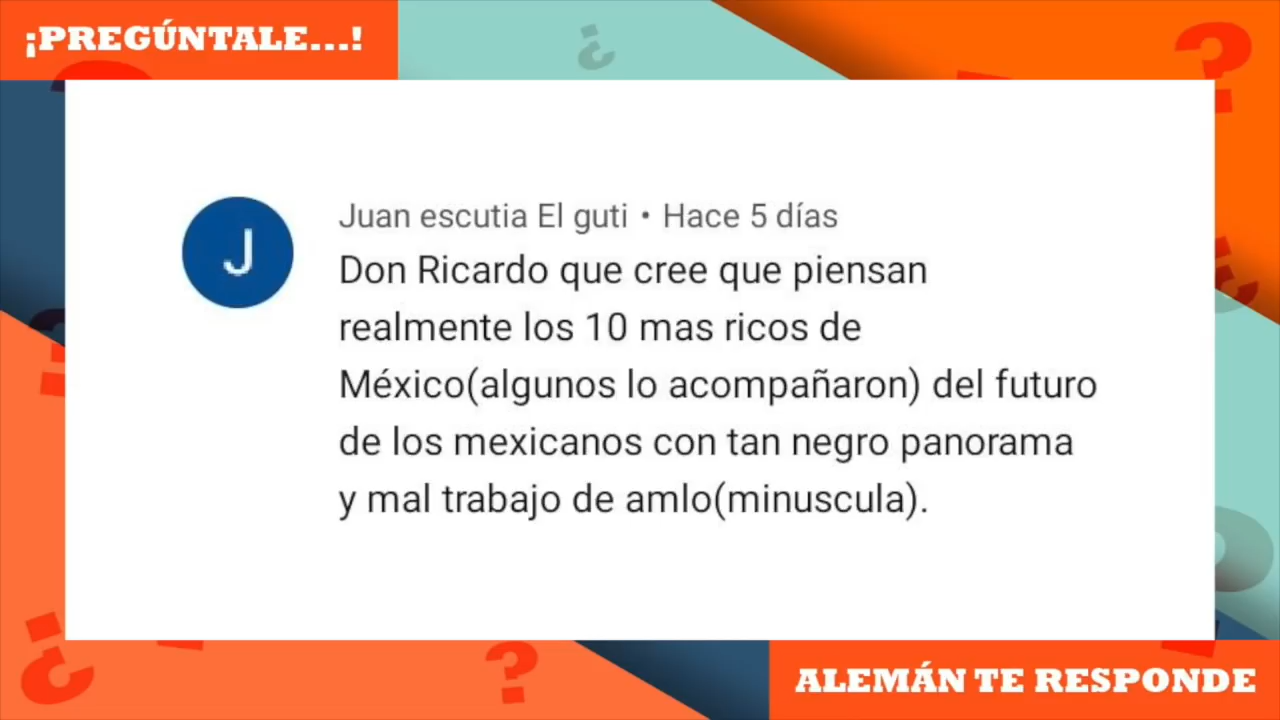 ¡PREGÚNTALE...!
J
Juan escutia El guti • Hace 5 días
Don Ricardo que cree que piensan
realmente los 10 mas ricos de
México(algunos lo acompañaron) del futuro
de los mexicanos con tan negro panorama
y mal trabajo de amlo(minuscula).
ALEMÁN TE RESPONDE